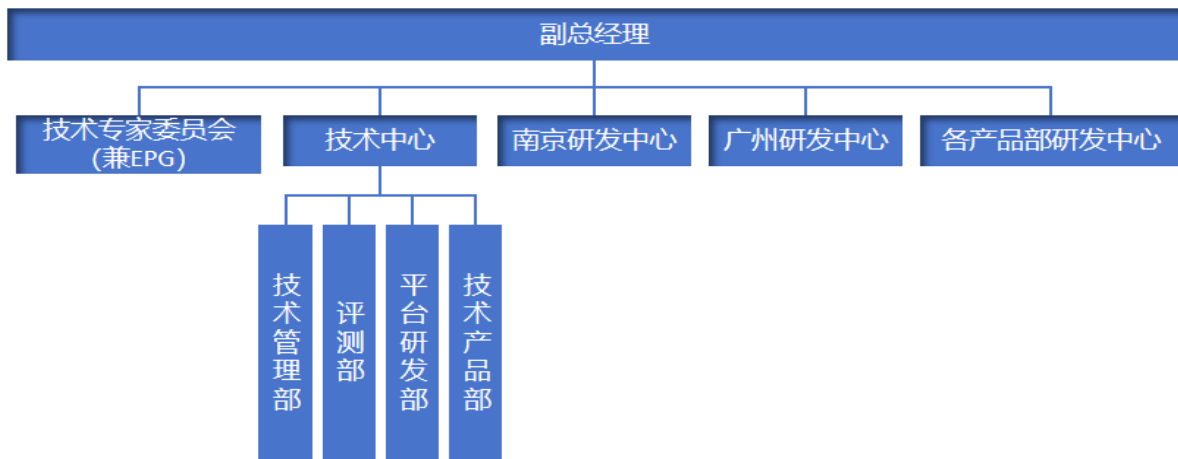 副总经理
技术专家委员会
(兼EPG)
技术中心
南京研发中心
广州研发中心
各产品部研发中心
技术管理部
评测部
平台研发部
技术产品部